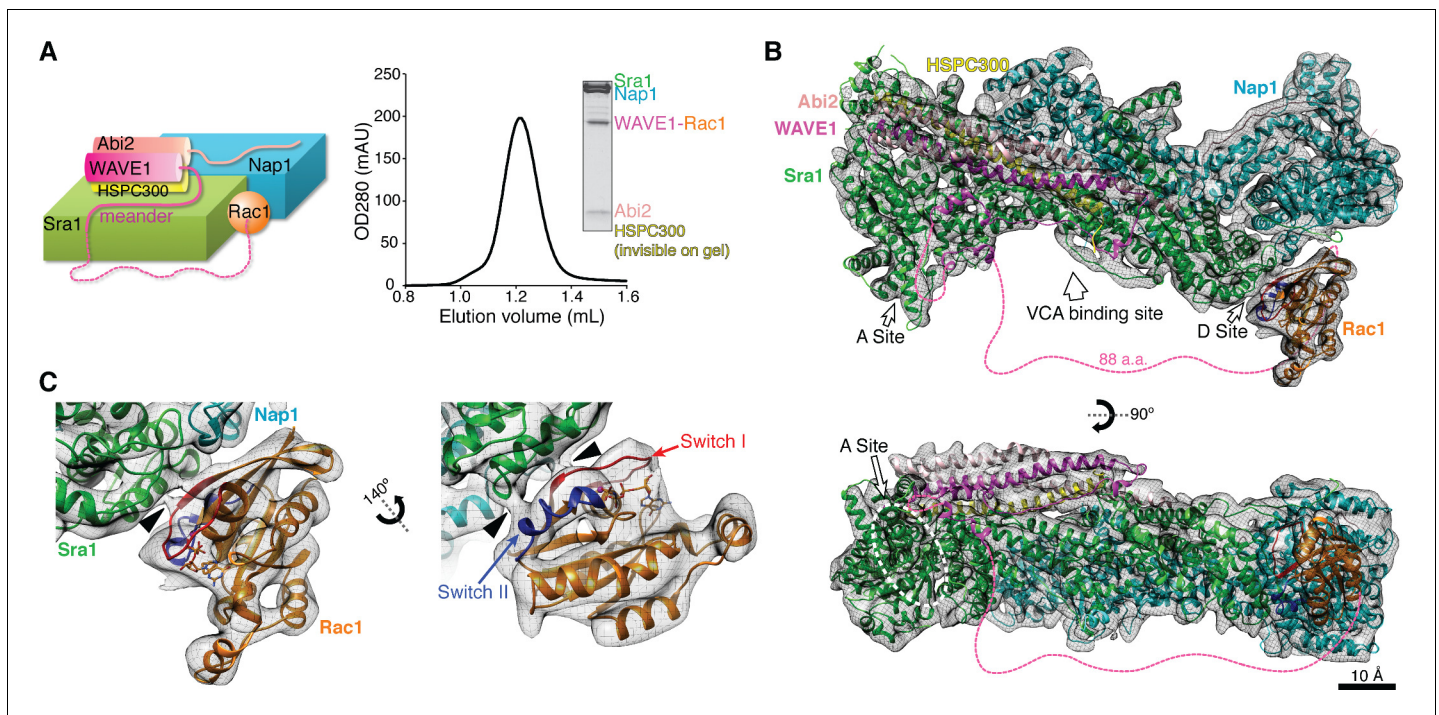 A
Abi2
WAVE1
HSPC300
meander
Nap1
Sra1
Rac1
OD280 (mAU)
250
200
150
100
50
0
0.8
1.0
1.2
1.4
1.6
Elution volume (mL)
Sra1
Nap1
WAVE1-Rac1
Abi2
HSPC300
(invisible on gel)
B
HSPC300
Abi2
WAVE1
Sra1
Nap1
A Site
VCA binding site
D Site
Rac1
88 a.a.
90º
A Site
10 Å
C
Nap1
Sra1
Rac1
140º
Switch I
Switch II